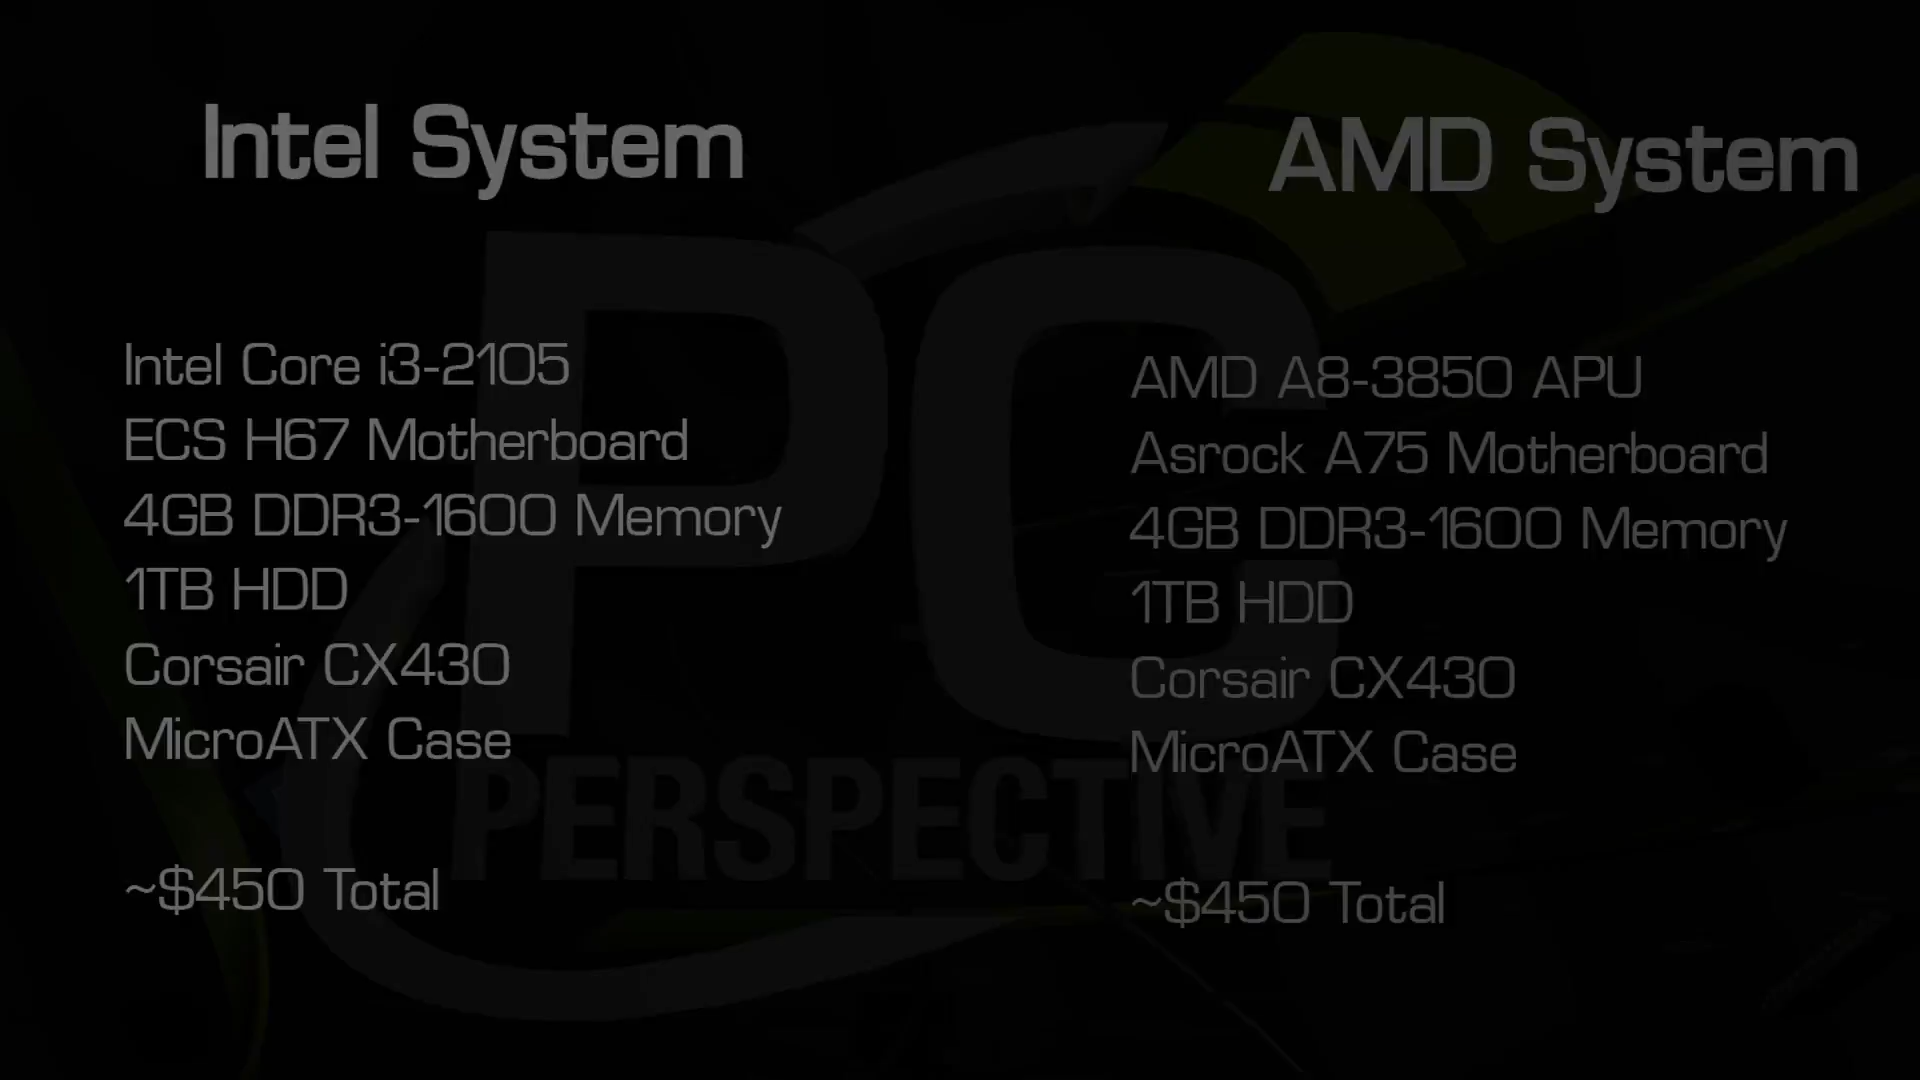 Intel System
Intel Core i3-2105
ECS H67 Motherboard
4GB DDR3-1600 Memory
1TB HDD
Corsair CX430
MicroATX Case
~$450 Total
AMD System
AMD A8-3850 APU
Asrock A75 Motherboard
4GB DDR3-1600 Memory
1TB HDD
Corsair CX430
MicroATX Case
~$450 Total
PC
PERSPECTIVE